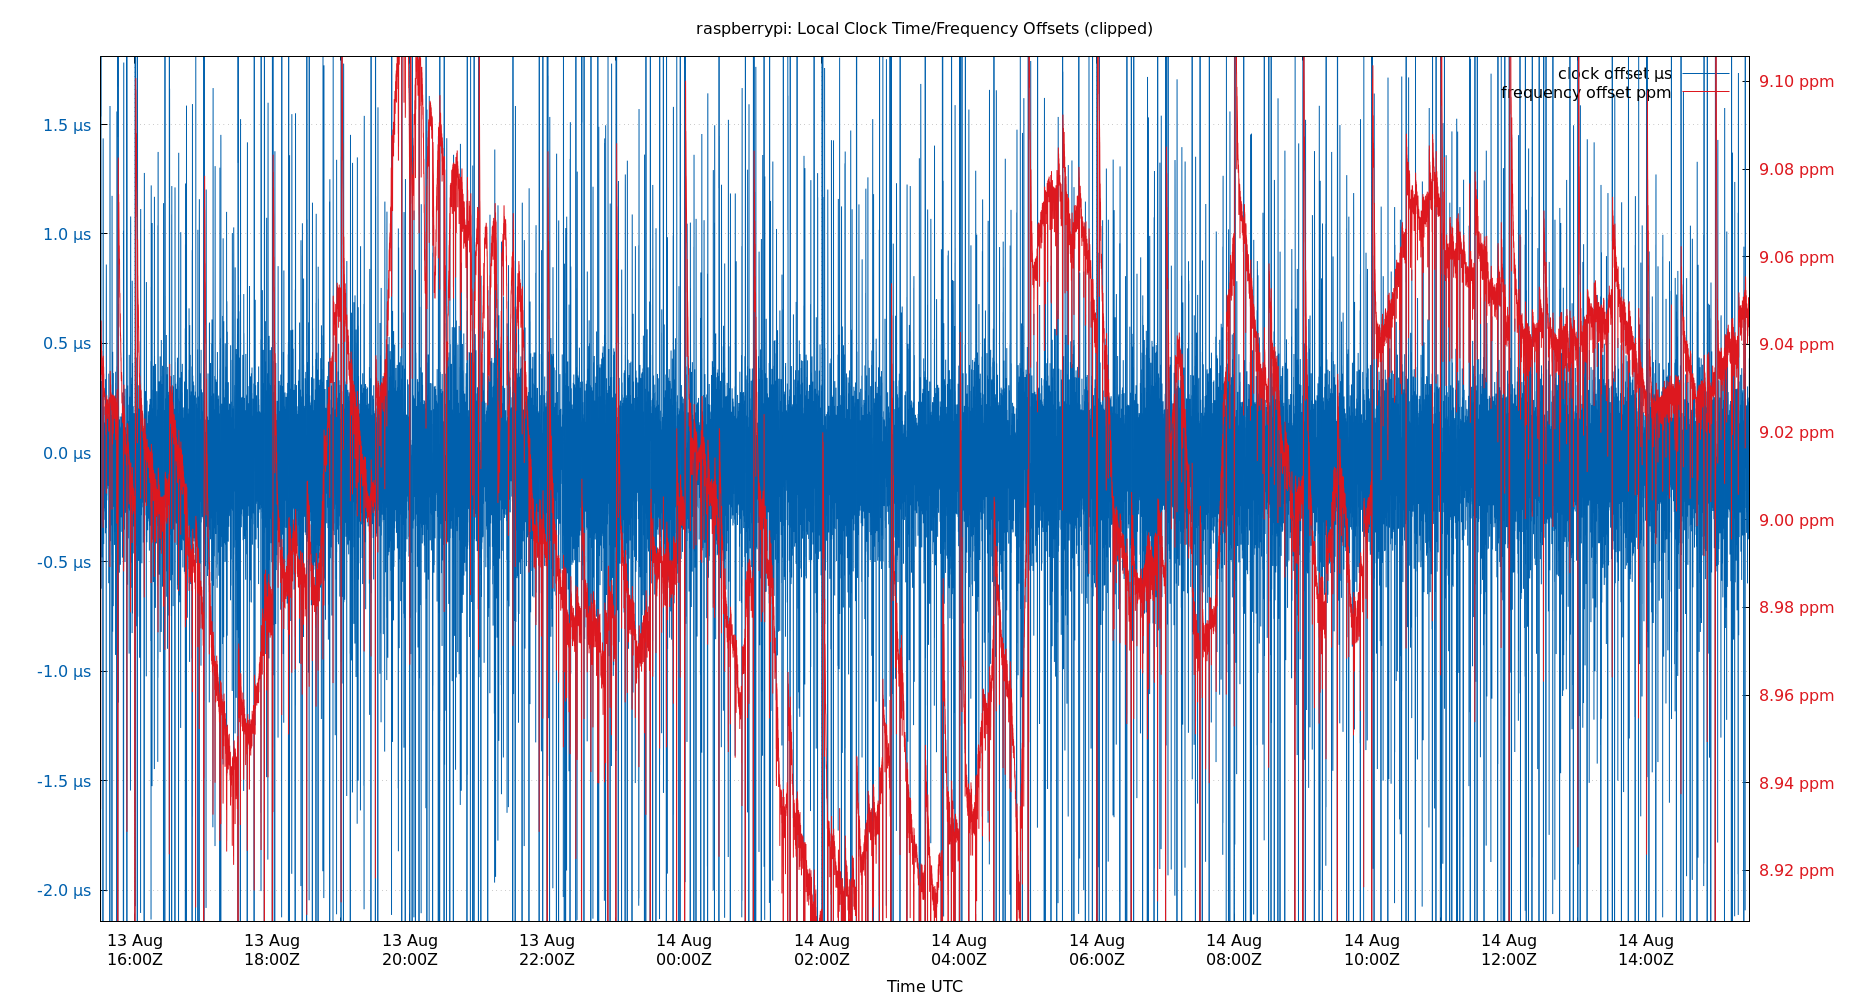 raspberrypi: Local Clock Time/Frequency Offsets (clipped)
clock offset µs
frequency offset ppm
1.5 µs
1.0 µs
0.5 µs
0.0 µs
-0.5 µs
-1.0 µs
-1.5 µs
-2.0 µs
9.10 ppm
9.08 ppm
9.06 ppm
9.04 ppm
9.02 ppm
9.00 ppm
8.98 ppm
8.96 ppm
8.94 ppm
8.92 ppm
13 Aug 13 Aug 13 Aug 13 Aug 14 Aug 14 Aug 14 Aug 14 Aug 14 Aug 14 Aug 14 Aug 14 Aug
16:00Z 18:00Z 20:00Z 22:00Z 00:00Z 02:00Z 04:00Z 06:00Z 08:00Z 10:00Z 12:00Z 14:00Z
Time UTC